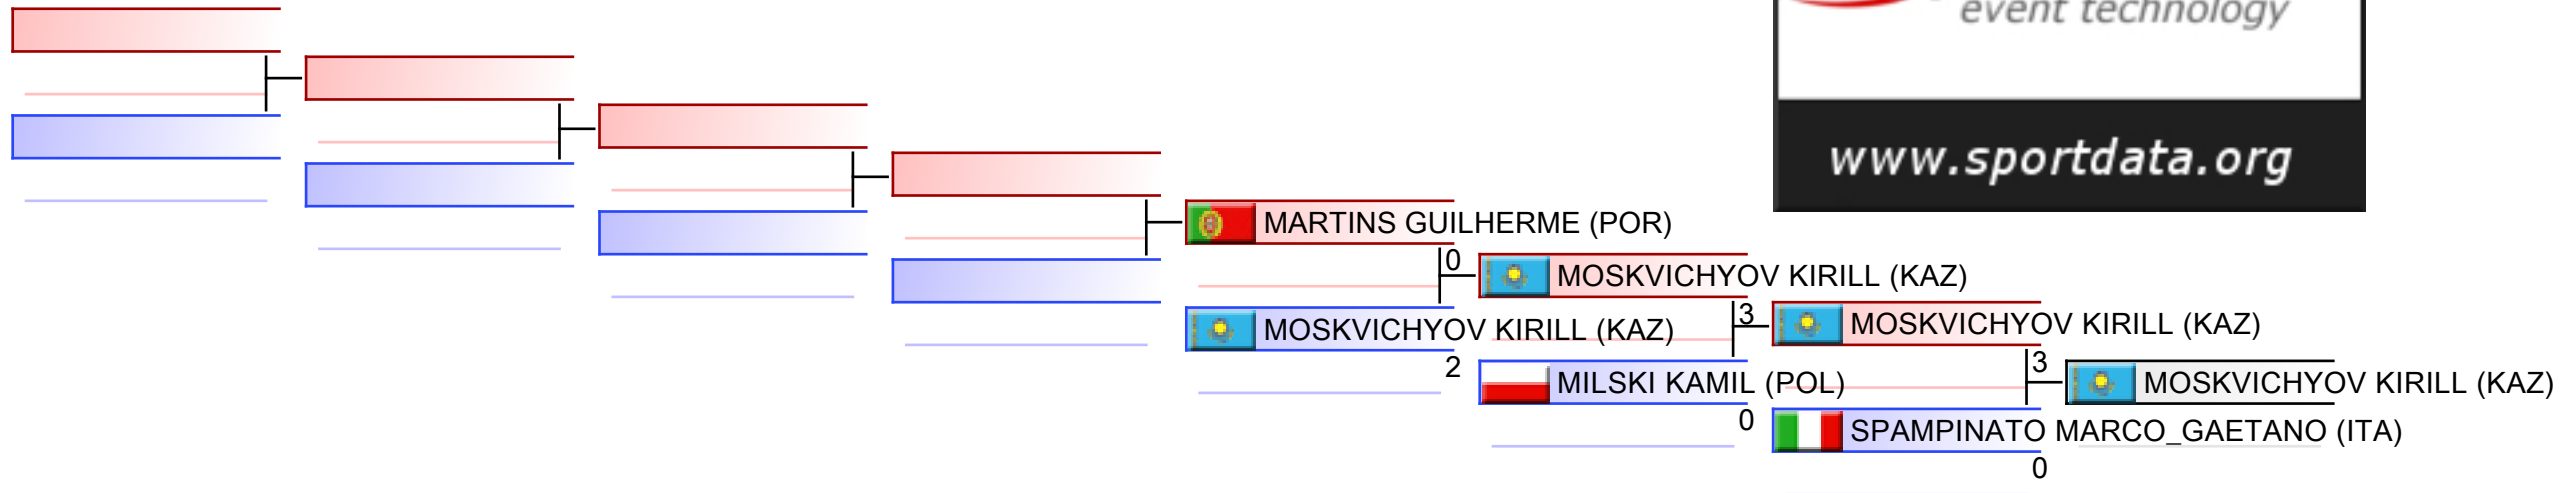 event technology
www.sportdata.org
MARTINS GUILHERME (POR)
0
MOSKVICHYOV KIRILL (KAZ)
MOSKVICHYOV KIRILL (KAZ)
2
3
MOSKVICHYOV KIRILL (KAZ)
MILSKI KAMIL (POL)
0
3
MOSKVICHYOV KIRILL (KAZ)
SPAMPINATO MARCO_GAETANO (ITA)
0